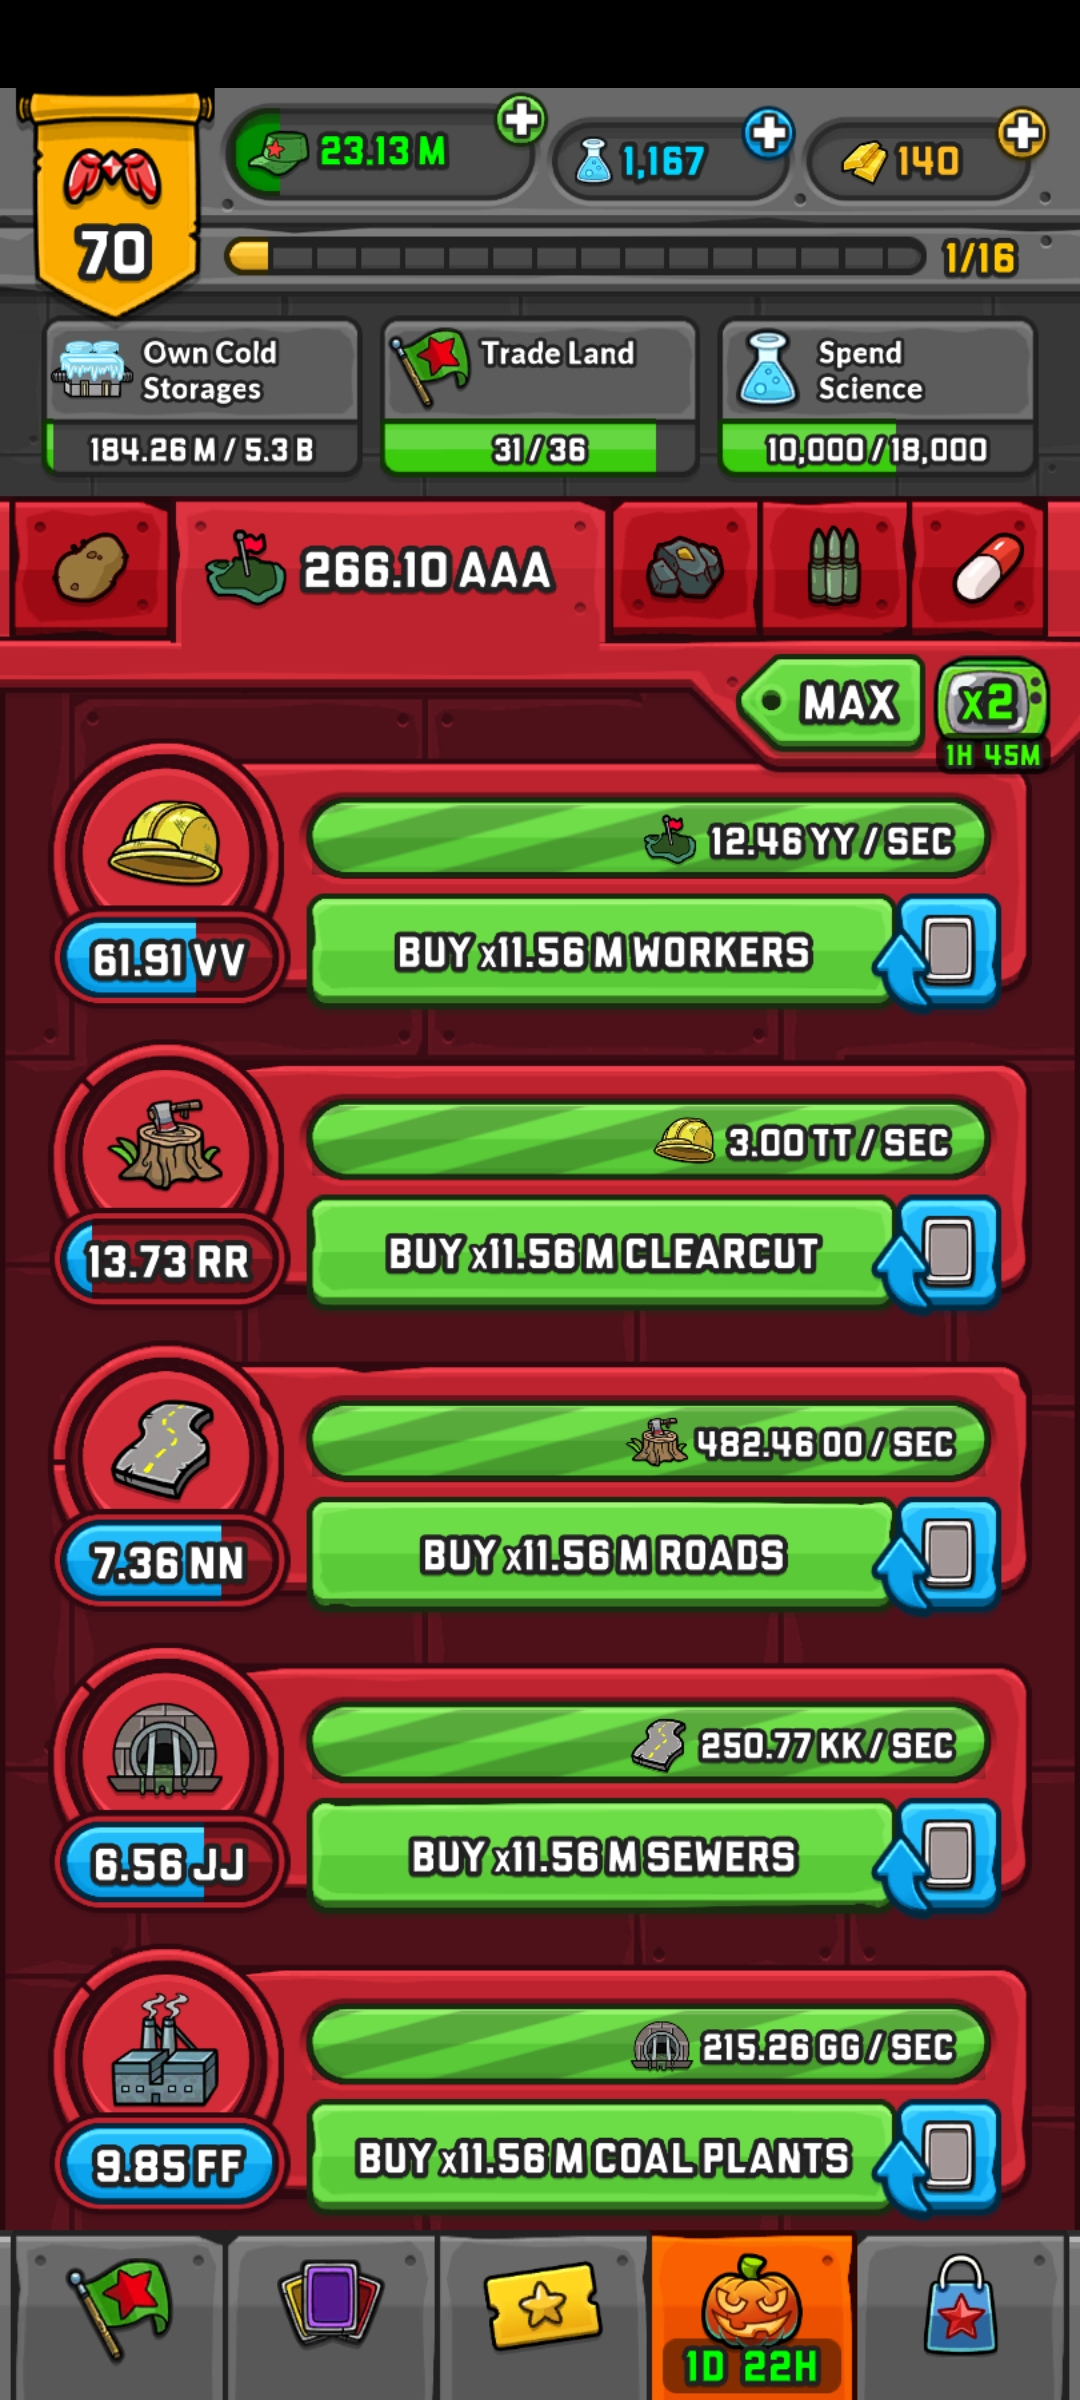 70
23.13 M
1,167
140
1/16
Own Cold
Storages
184.26 M / 5.3 B
Trade Land
31 / 36
Spend
Science
10,000 / 18,000
266.10 AAA
MAX
x2
1H 45M
12.46 YY / SEC
61.91 VV
BUY x11.56 M WORKERS
3.00 TT / SEC
13.73 RR
BUY x11.56 M CLEARCUT
482.46 OO / SEC
7.36 NN
BUY x11.56 M ROADS
250.77 KK / SEC
6.56 JJ
BUY x11.56 M SEWERS
215.26 GG / SEC
9.85 FF
BUY x11.56 M COAL PLANTS
1D 22H